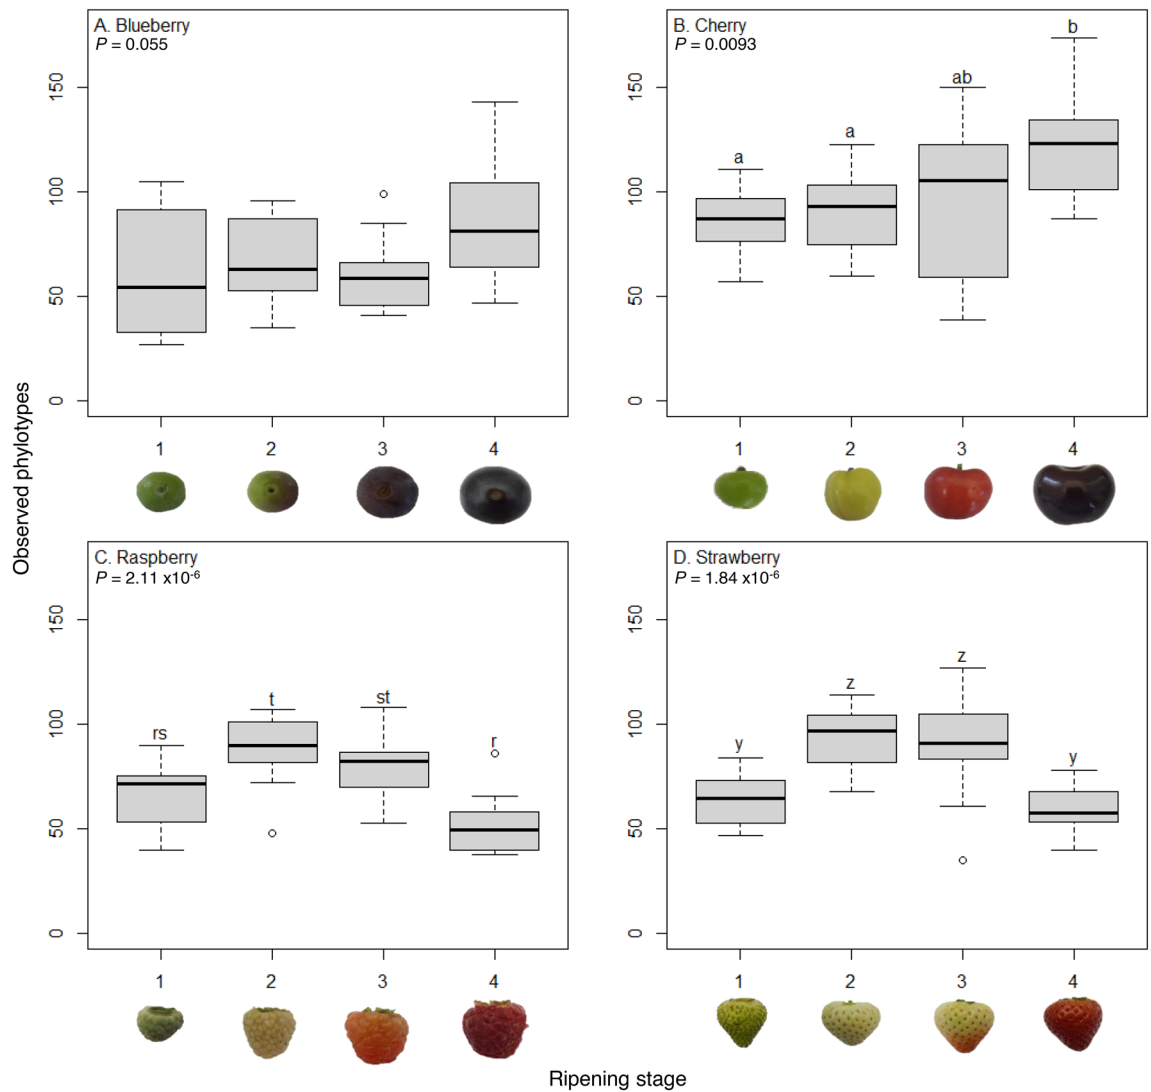 A. Blueberry
P = 0.055
150
100
50
0
1 2 3 4
B. Cherry
P = 0.0093
150
100
50
0
a a ab b
1 2 3 4
C. Raspberry
P = 2.11 x10-6
150
100
50
0
rs t st r
1 2 3 4
D. Strawberry
P = 1.84 x10-6
150
100
50
0
y z z y
1 2 3 4
Observed phylotypes
Ripening stage